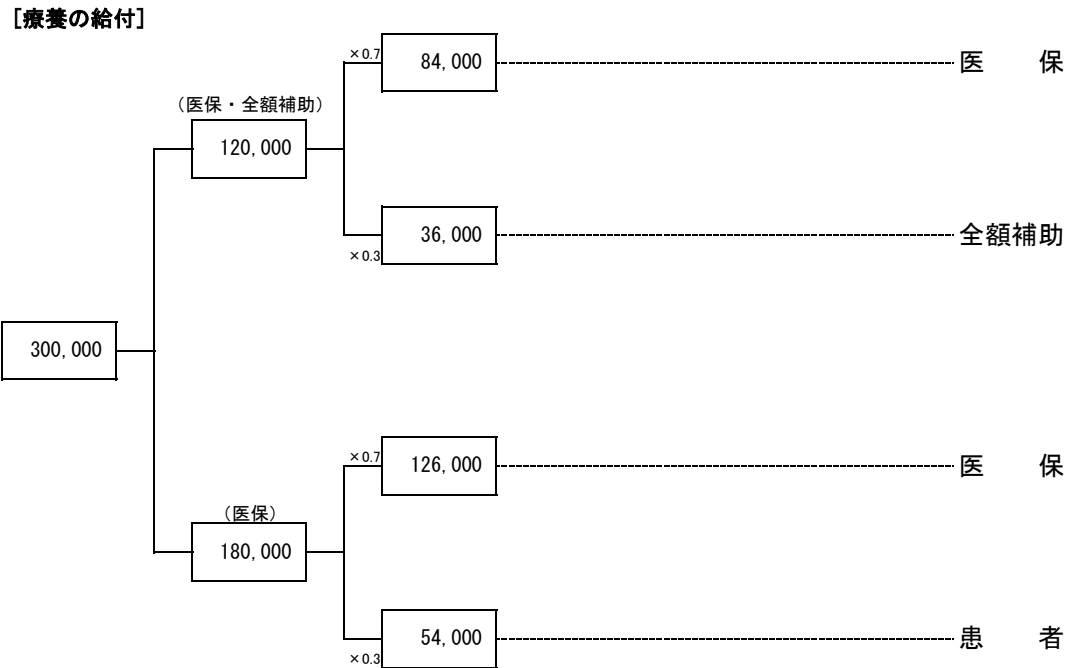 [療養の給付]
×0.7
84,000
医　　保
(医保・全額補助)
120,000
36,000
全額補助
×0.3
300,000
×0.7
126,000
医　　保
(医保)
180,000
54,000
患　　者
×0.3